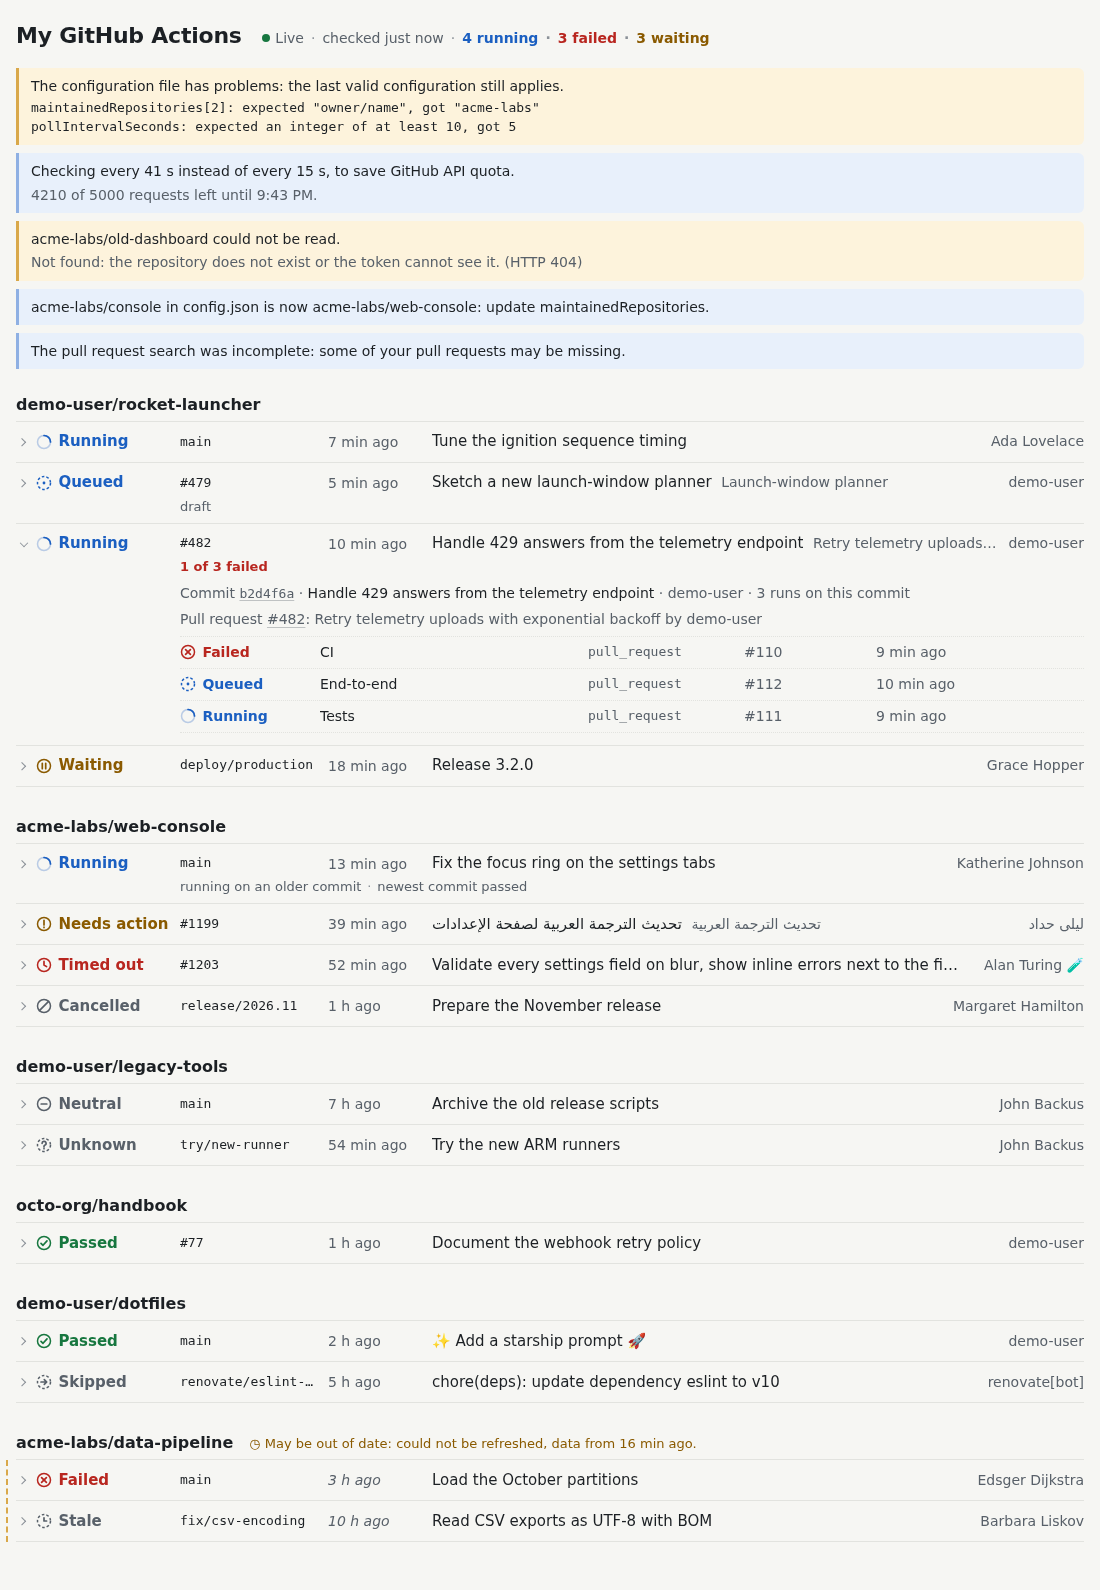 My GitHub Actions Live · checked just now · 4 running · 3 failed · 3 waiting
The configuration file has problems: the last valid configuration still applies.
maintainedRepositories[2]: expected "owner/name", got "acme-labs"
pollIntervalSeconds: expected an integer of at least 10, got 5
Checking every 41 s instead of every 15 s, to save GitHub API quota.
4210 of 5000 requests left until 9:43 PM.
acme-labs/old-dashboard could not be read.
Not found: the repository does not exist or the token cannot see it. (HTTP 404)
acme-labs/console in config.json is now acme-labs/web-console: update maintainedRepositories.
The pull request search was incomplete: some of your pull requests may be missing.
demo-user/rocket-launcher
Running main 7 min ago Tune the ignition sequence timing Ada Lovelace
Queued #479 5 min ago Sketch a new launch-window planner Launch-window planner demo-user
draft
Running #482 10 min ago Handle 429 answers from the telemetry endpoint Retry telemetry uploads… demo-user
1 of 3 failed
Commit b2d4f6a · Handle 429 answers from the telemetry endpoint · demo-user · 3 runs on this commit
Pull request #482: Retry telemetry uploads with exponential backoff by demo-user
Failed CI pull_request #110 9 min ago
Queued End-to-end pull_request #112 10 min ago
Running Tests pull_request #111 9 min ago
Waiting deploy/production 18 min ago Release 3.2.0 Grace Hopper
acme-labs/web-console
Running main 13 min ago Fix the focus ring on the settings tabs Katherine Johnson
running on an older commit · newest commit passed
Needs action #1199 39 min ago تحديث الترجمة العربية لصفحة الإعدادات تحديث الترجمة العربية ليلى حداد
Timed out #1203 52 min ago Validate every settings field on blur, show inline errors next to the fi… Alan Turing 🧪
Cancelled release/2026.11 1 h ago Prepare the November release Margaret Hamilton
demo-user/legacy-tools
Neutral main 7 h ago Archive the old release scripts John Backus
Unknown try/new-runner 54 min ago Try the new ARM runners John Backus
octo-org/handbook
Passed #77 1 h ago Document the webhook retry policy demo-user
demo-user/dotfiles
Passed main 2 h ago ✨ Add a starship prompt 🚀 demo-user
Skipped renovate/eslint-… 5 h ago chore(deps): update dependency eslint to v10 renovate[bot]
acme-labs/data-pipeline ◷ May be out of date: could not be refreshed, data from 16 min ago.
Failed main 3 h ago Load the October partitions Edsger Dijkstra
Stale fix/csv-encoding 10 h ago Read CSV exports as UTF-8 with BOM Barbara Liskov